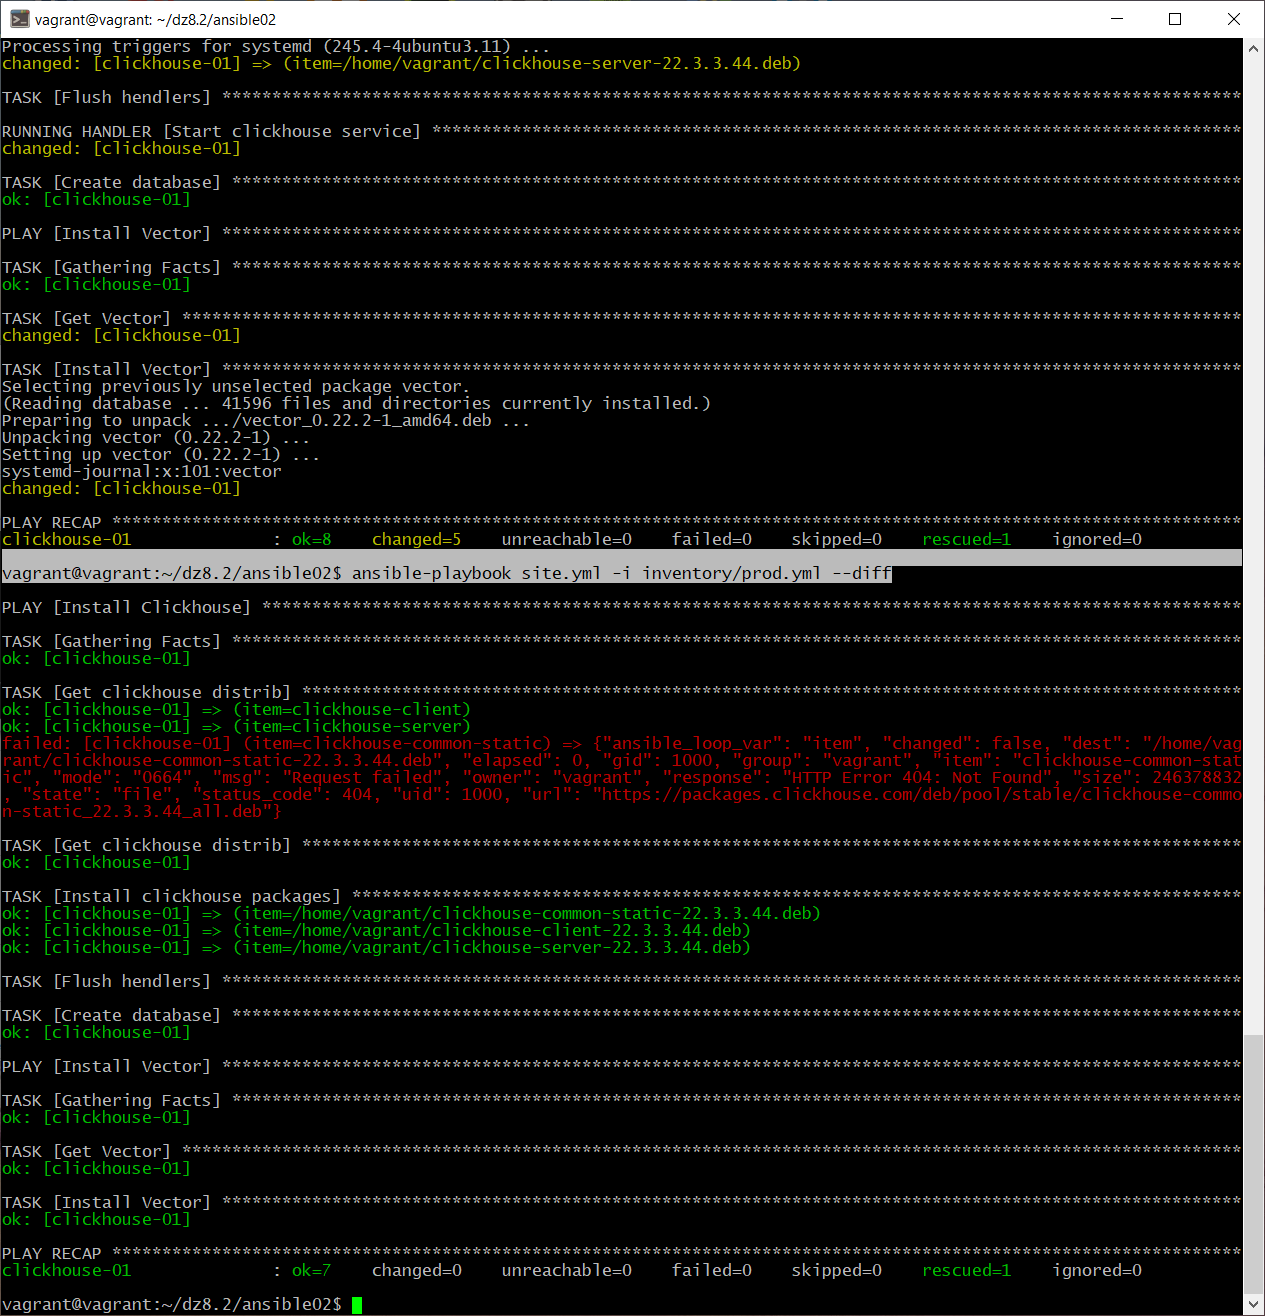 vagrant@vagrant: ~/dz8.2/ansible02
Processing triggers for systemd (245.4-4ubuntu3.11) ...
changed: [clickhouse-01] => (item=/home/vagrant/clickhouse-server-22.3.3.44.deb)
TASK [Flush hendlers] ******************************************************************************************************
RUNNING HANDLER [Start clickhouse service] *********************************************************************************
changed: [clickhouse-01]
TASK [Create database] *****************************************************************************************************
ok: [clickhouse-01]
PLAY [Install Vector] ******************************************************************************************************
TASK [Gathering Facts] *****************************************************************************************************
ok: [clickhouse-01]
TASK [Get Vector] **********************************************************************************************************
changed: [clickhouse-01]
TASK [Install Vector] ******************************************************************************************************
Selecting previously unselected package vector.
(Reading database ... 41596 files and directories currently installed.)
Preparing to unpack .../vector_0.22.2-1_amd64.deb ...
Unpacking vector (0.22.2-1) ...
Setting up vector (0.22.2-1) ...
systemd-journal:x:101:vector
changed: [clickhouse-01]
PLAY RECAP *****************************************************************************************************************
clickhouse-01              : ok=8    changed=5    unreachable=0    failed=0    skipped=0    rescued=1    ignored=0
vagrant@vagrant:~/dz8.2/ansible02$ ansible-playbook site.yml -i inventory/prod.yml --diff
PLAY [Install Clickhouse] **************************************************************************************************
TASK [Gathering Facts] *****************************************************************************************************
ok: [clickhouse-01]
TASK [Get clickhouse distrib] **********************************************************************************************
ok: [clickhouse-01] => (item=clickhouse-client)
ok: [clickhouse-01] => (item=clickhouse-server)
failed: [clickhouse-01] (item=clickhouse-common-static) => {"ansible_loop_var": "item", "changed": false, "dest": "/home/vag
rant/clickhouse-common-static-22.3.3.44.deb", "elapsed": 0, "gid": 1000, "group": "vagrant", "item": "clickhouse-common-stat
ic", "mode": "0664", "msg": "Request failed", "owner": "vagrant", "response": "HTTP Error 404: Not Found", "size": 246378832
, "state": "file", "status_code": 404, "uid": 1000, "url": "https://packages.clickhouse.com/deb/pool/stable/clickhouse-commo
n-static_22.3.3.44_all.deb"}
TASK [Get clickhouse distrib] **********************************************************************************************
ok: [clickhouse-01]
TASK [Install clickhouse packages] *****************************************************************************************
ok: [clickhouse-01] => (item=/home/vagrant/clickhouse-common-static-22.3.3.44.deb)
ok: [clickhouse-01] => (item=/home/vagrant/clickhouse-client-22.3.3.44.deb)
ok: [clickhouse-01] => (item=/home/vagrant/clickhouse-server-22.3.3.44.deb)
TASK [Flush hendlers] ******************************************************************************************************
TASK [Create database] *****************************************************************************************************
ok: [clickhouse-01]
PLAY [Install Vector] ******************************************************************************************************
TASK [Gathering Facts] *****************************************************************************************************
ok: [clickhouse-01]
TASK [Get Vector] **********************************************************************************************************
ok: [clickhouse-01]
TASK [Install Vector] ******************************************************************************************************
ok: [clickhouse-01]
PLAY RECAP *****************************************************************************************************************
clickhouse-01              : ok=7    changed=0    unreachable=0    failed=0    skipped=0    rescued=1    ignored=0
vagrant@vagrant:~/dz8.2/ansible02$